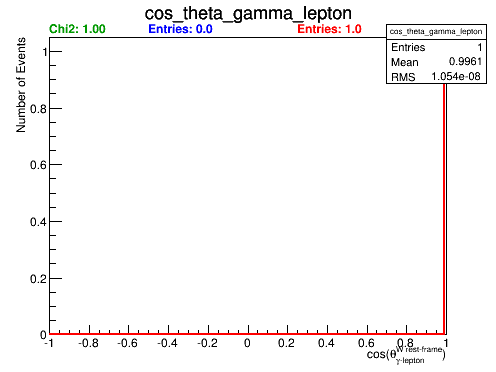 cos_theta_gamma_lepton
Chi2: 1.00 Entries: 0.0 Entries: 1.0
cos_theta_gamma_lepton
Entries 1
Mean 0.9961
RMS 1.054e-08
Number of Events
1
0.8
0.6
0.4
0.2
0
-1 -0.8 -0.6 -0.4 -0.2 0 0.2 0.4 0.6 0.8 1
cos(θ^{W rest-frame}_{γ-lepton})